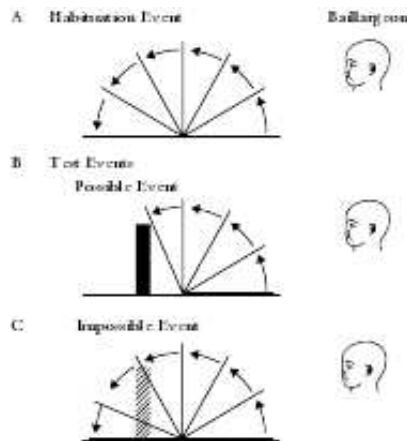 A Habituation Event Baillargeon
B Test Events
Possible Event
C Impossible Event